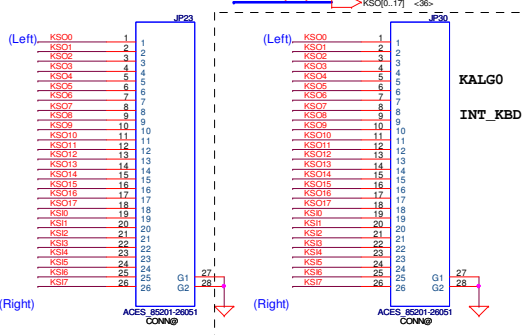 KSO[0..17] <36>
JP23
(Left) KSO0 1 1
KSO1 2 2
KSO2 3 3
KSO3 4 4
KSO4 5 5
KSO5 6 6
KSO6 7 7
KSO7 8 8
KSO8 9 9
KSO9 10 10
KSO10 11 11
KSO11 12 12
KSO12 13 13
KSO13 14 14
KSO14 15 15
KSO15 16 16
KSO16 17 17
KSO17 18 18
KSI0 19 19
KSI1 20 20
KSI2 21 21
KSI3 22 22
KSI4 23 23
KSI5 24 24
KSI6 25 25 G1 27
KSI7 26 26 G2 28
(Right)
ACES_85201-26051
CONN@
JP30
(Left) KSO0 1 1
KSO1 2 2
KSO2 3 3
KSO3 4 4
KSO4 5 5
KSO5 6 6
KSO6 7 7
KSO7 8 8
KSO8 9 9
KSO9 10 10
KSO10 11 11
KSO11 12 12
KSO12 13 13
KSO13 14 14
KSO14 15 15
KSO15 16 16
KSO16 17 17
KSO17 18 18
KSI0 19 19
KSI1 20 20
KSI2 21 21
KSI3 22 22
KSI4 23 23
KSI5 24 24
KSI6 25 25 G1 27
KSI7 26 26 G2 28
(Right)
ACES_85201-26051
CONN@
KALG0
INT_KBD